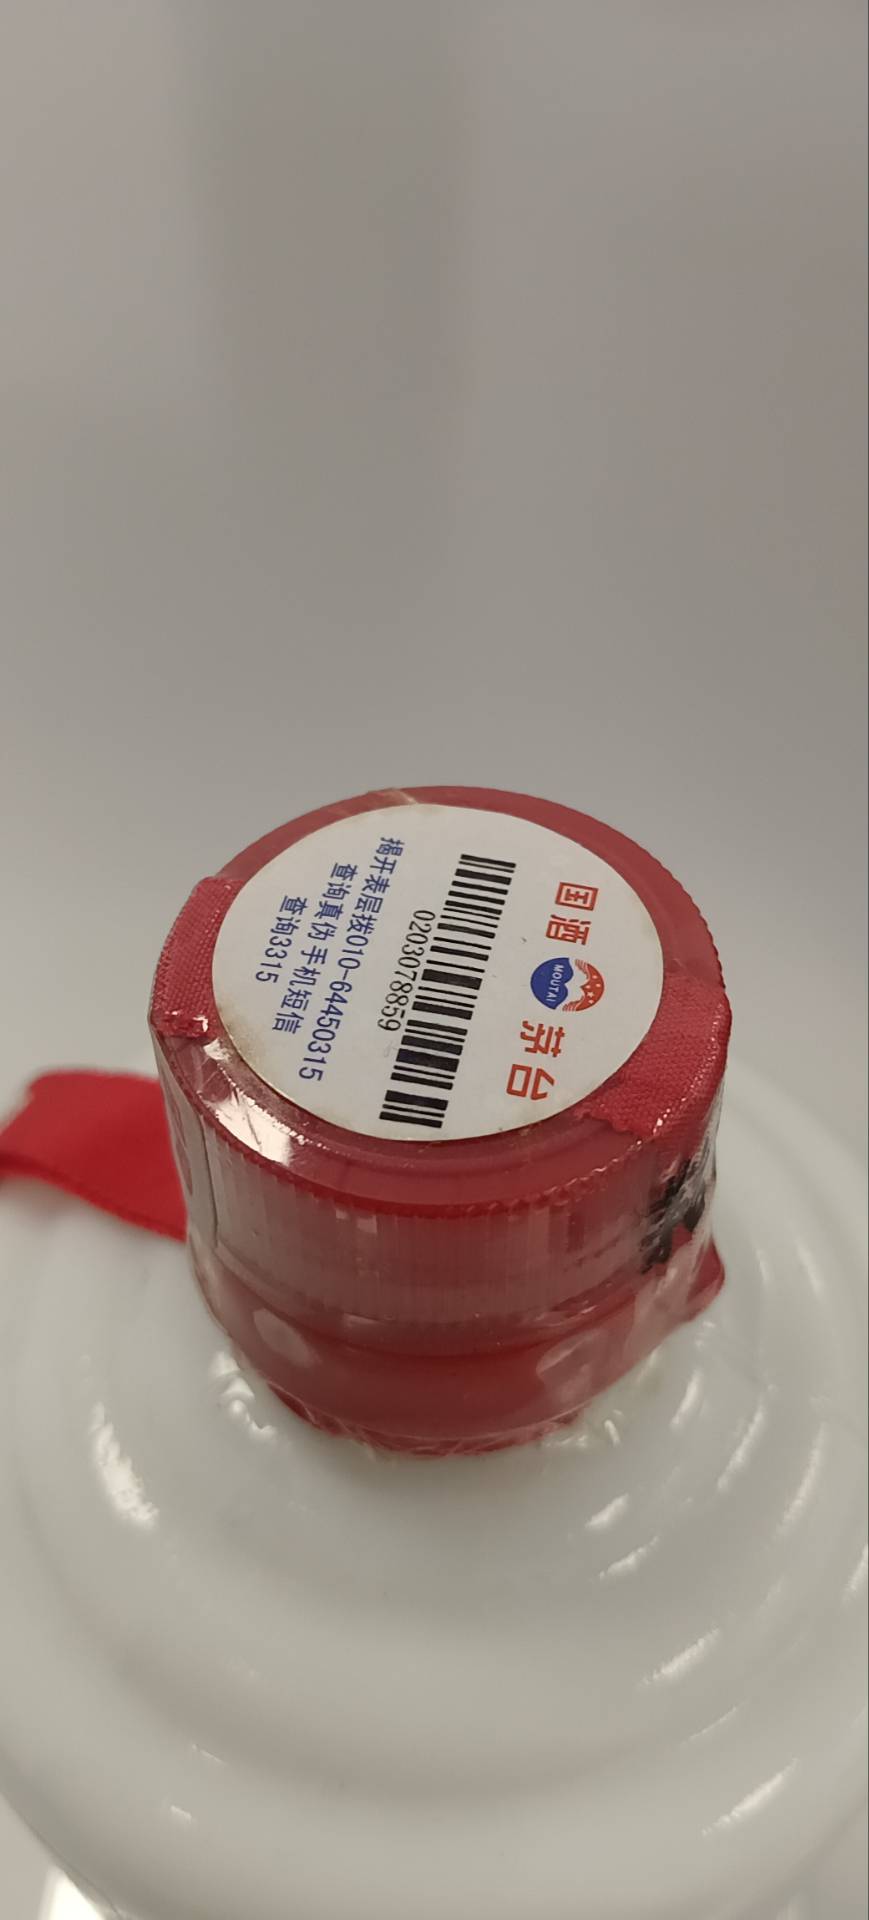 国酒 MOUTAI 茅台
0203078859
揭开表层拨010-64450315
查询真伪 手机短信
查询3315